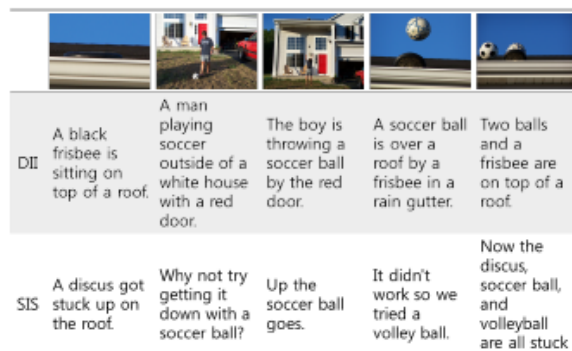 DII
A black
frisbee is
sitting on
top of a roof.
A man
playing
soccer
outside of a
white house
with a red
door.
The boy is
throwing a
soccer ball
by the red
door.
A soccer ball
is over a
roof by a
frisbee in a
rain gutter.
Two balls
and a
frisbee are
on top of a
roof.
SIS
A discus got
stuck up on
the roof.
Why not try
getting it
down with a
soccer ball?
Up the
soccer ball
goes.
It didn't
work so we
tried a
volley ball.
Now the
discus,
soccer ball,
and
volleyball
are all stuck